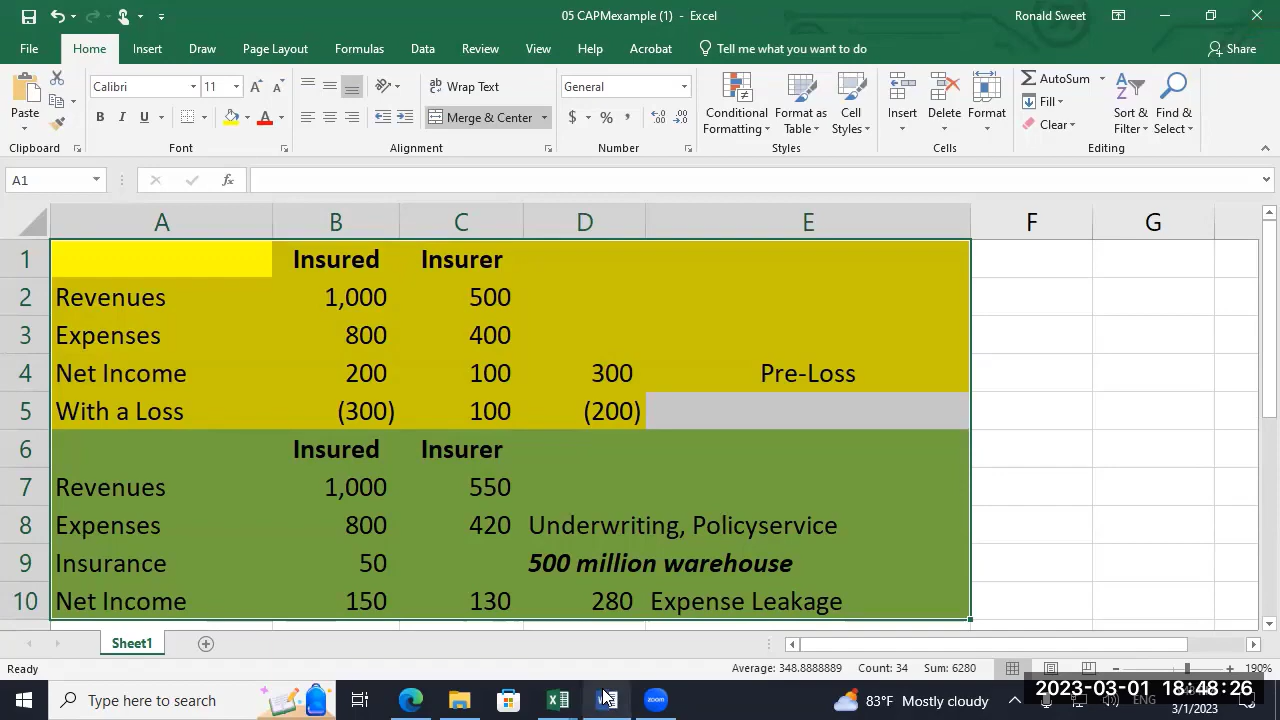 05 CAPMexample (1) - Excel
Ronald Sweet
File Home Insert Draw Page Layout Formulas Data Review View Help Acrobat Tell me what you want to do Share
Paste
Calibri 11
B I U A
Wrap Text
Merge & Center
General
$ % ,
Conditional Formatting
Format as Table
Cell Styles
Insert Delete Format
AutoSum
Fill
Clear
Sort & Filter
Find & Select
Clipboard Font Alignment Number Styles Cells Editing
A1 fx
A B C D E F G
1 Insured Insurer
2 Revenues 1,000 500
3 Expenses 800 400
4 Net Income 200 100 300 Pre-Loss
5 With a Loss (300) 100 (200)
6 Insured Insurer
7 Revenues 1,000 550
8 Expenses 800 420 Underwriting, Policyservice
9 Insurance 50 500 million warehouse
10 Net Income 150 130 280 Expense Leakage
Sheet1
Ready Average: 348.8888889 Count: 34 Sum: 6280 190%
Type here to search
zoom
83°F Mostly cloudy
ENG
2023-03-01 18:48:26
3/1/2023